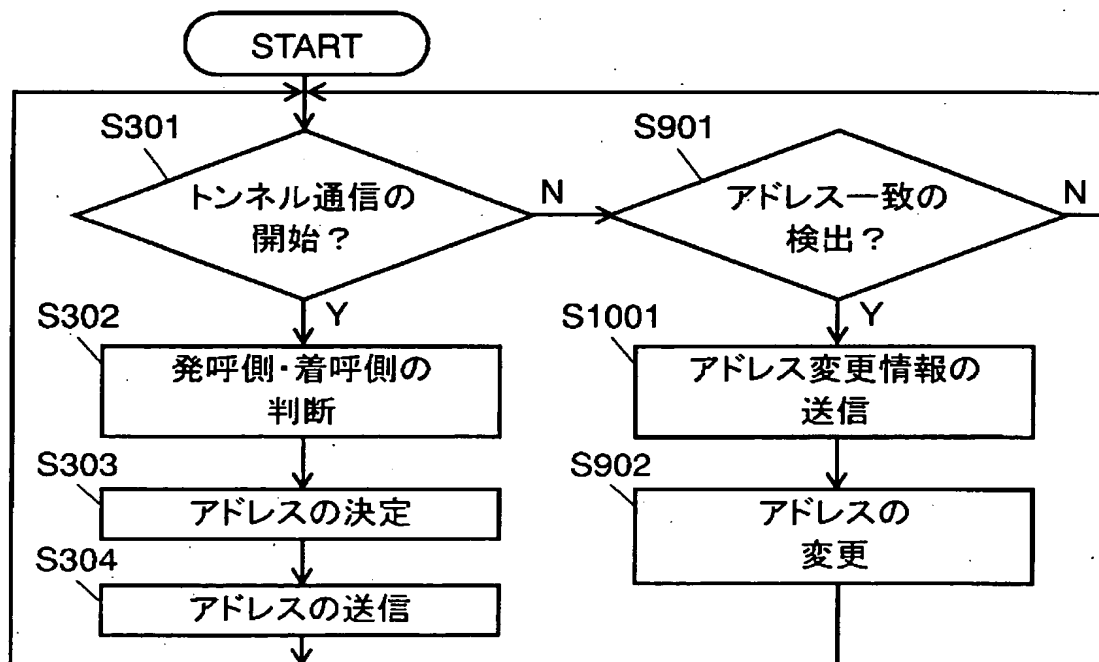 START
S301
トンネル通信の
開始？
N
Y
S901
アドレス一致の
検出？
N
Y
S302
発呼側・着呼側の
判断
S1001
アドレス変更情報の
送信
S303
アドレスの決定
S902
アドレスの
変更
S304
アドレスの送信